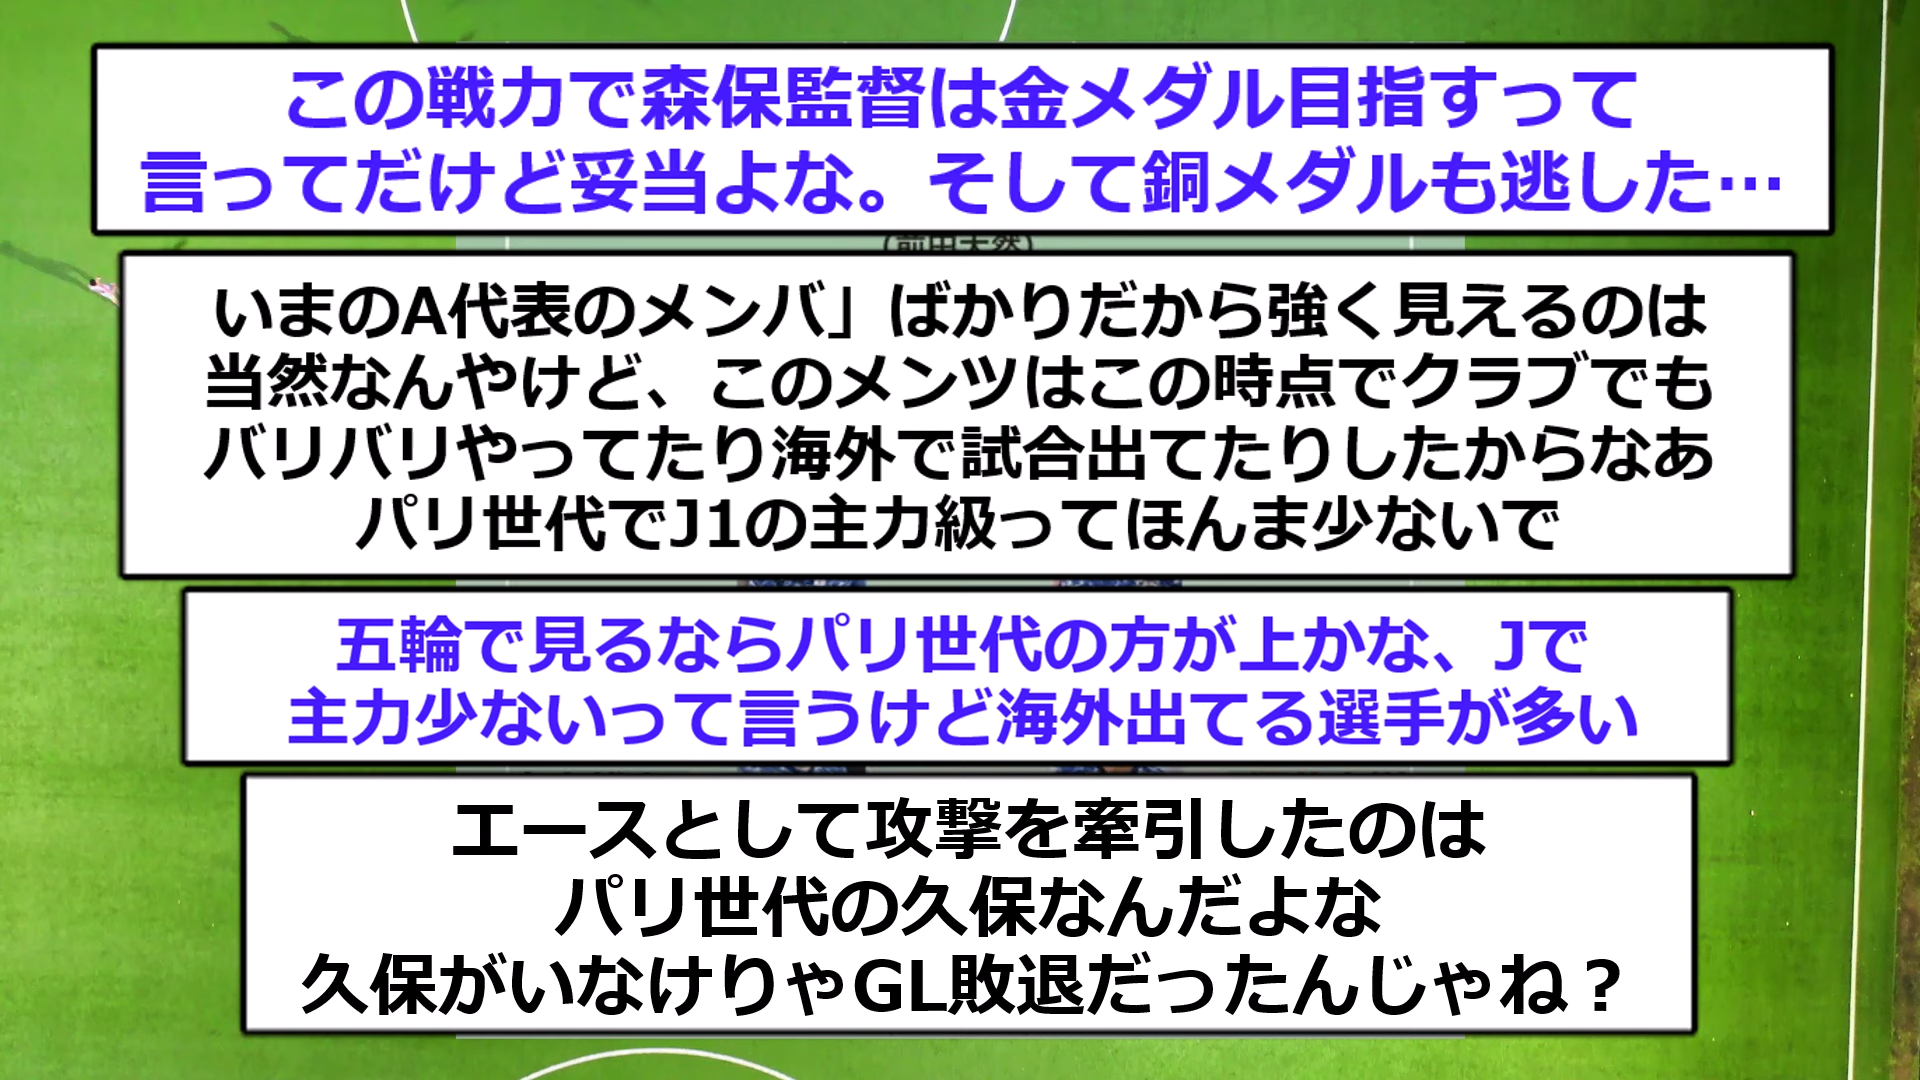 この戦力で森保監督は金メダル目指すって
言ってだけど妥当よな。そして銅メダルも逃した…
(前田大然)
いまのA代表のメンバ」ばかりだから強く見えるのは
当然なんやけど、このメンツはこの時点でクラブでも
バリバリやってたり海外で試合出てたりしたからなあ
パリ世代でJ1の主力級ってほんま少ないで
五輪で見るならパリ世代の方が上かな、Jで
主力少ないって言うけど海外出てる選手が多い
エースとして攻撃を牽引したのは
パリ世代の久保なんだよな
久保がいなけりゃGL敗退だったんじゃね？